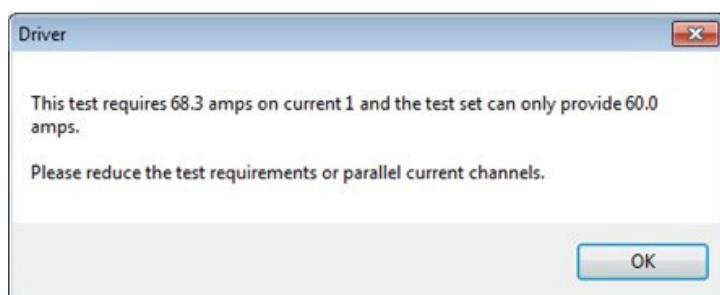 Driver
This test requires 68.3 amps on current 1 and the test set can only provide 60.0
amps.
Please reduce the test requirements or parallel current channels.
OK